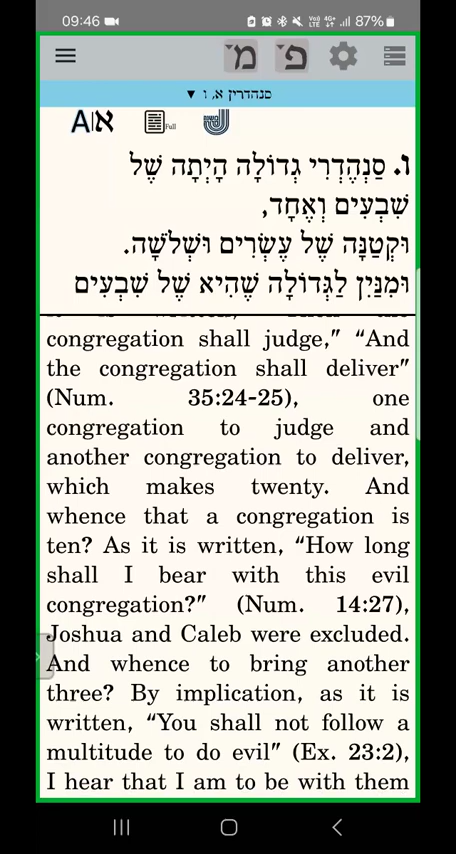 09:46
87%
מ׳ פ׳
סנהדרין א, ו ▼
A|א Full
ו. סַנְהֶדְרֵי גְדוֹלָה הָיְתָה שֶׁל
שִׁבְעִים וְאֶחָד,
וּקְטַנָּה שֶׁל עֶשְׂרִים וּשְׁלֹשָׁה.
וּמִנַּיִן לַגְּדוֹלָה שֶׁהִיא שֶׁל שִׁבְעִים
congregation shall judge,” “And
the congregation shall deliver”
(Num. 35:24-25), one
congregation to judge and
another congregation to deliver,
which makes twenty. And
whence that a congregation is
ten? As it is written, “How long
shall I bear with this evil
congregation?” (Num. 14:27),
Joshua and Caleb were excluded.
And whence to bring another
three? By implication, as it is
written, “You shall not follow a
multitude to do evil” (Ex. 23:2),
I hear that I am to be with them